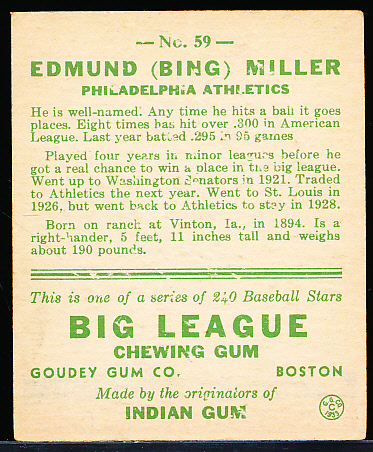 — No. 59 —
EDMUND (BING) MILLER
PHILADELPHIA ATHLETICS
He is well-named. Any time he hits a ball it goes
places. Eight times has hit over .300 in American
League. Last year batted .295 in 95 games
Played four years in minor leagues before he
got a real chance to win a place in the big league.
Went up to Washington Senators in 1921. Traded
to Athletics the next year. Went to St. Louis in
1926, but went back to Athletics to stay in 1928.
Born on ranch at Vinton, Ia., in 1894. Is a
right-hander, 5 feet, 11 inches tall and weighs
about 190 pounds.
This is one of a series of 240 Baseball Stars
BIG LEAGUE
CHEWING GUM
GOUDEY GUM CO. BOSTON
Made by the originators of
INDIAN GUM
G. G. CO.
C
1933